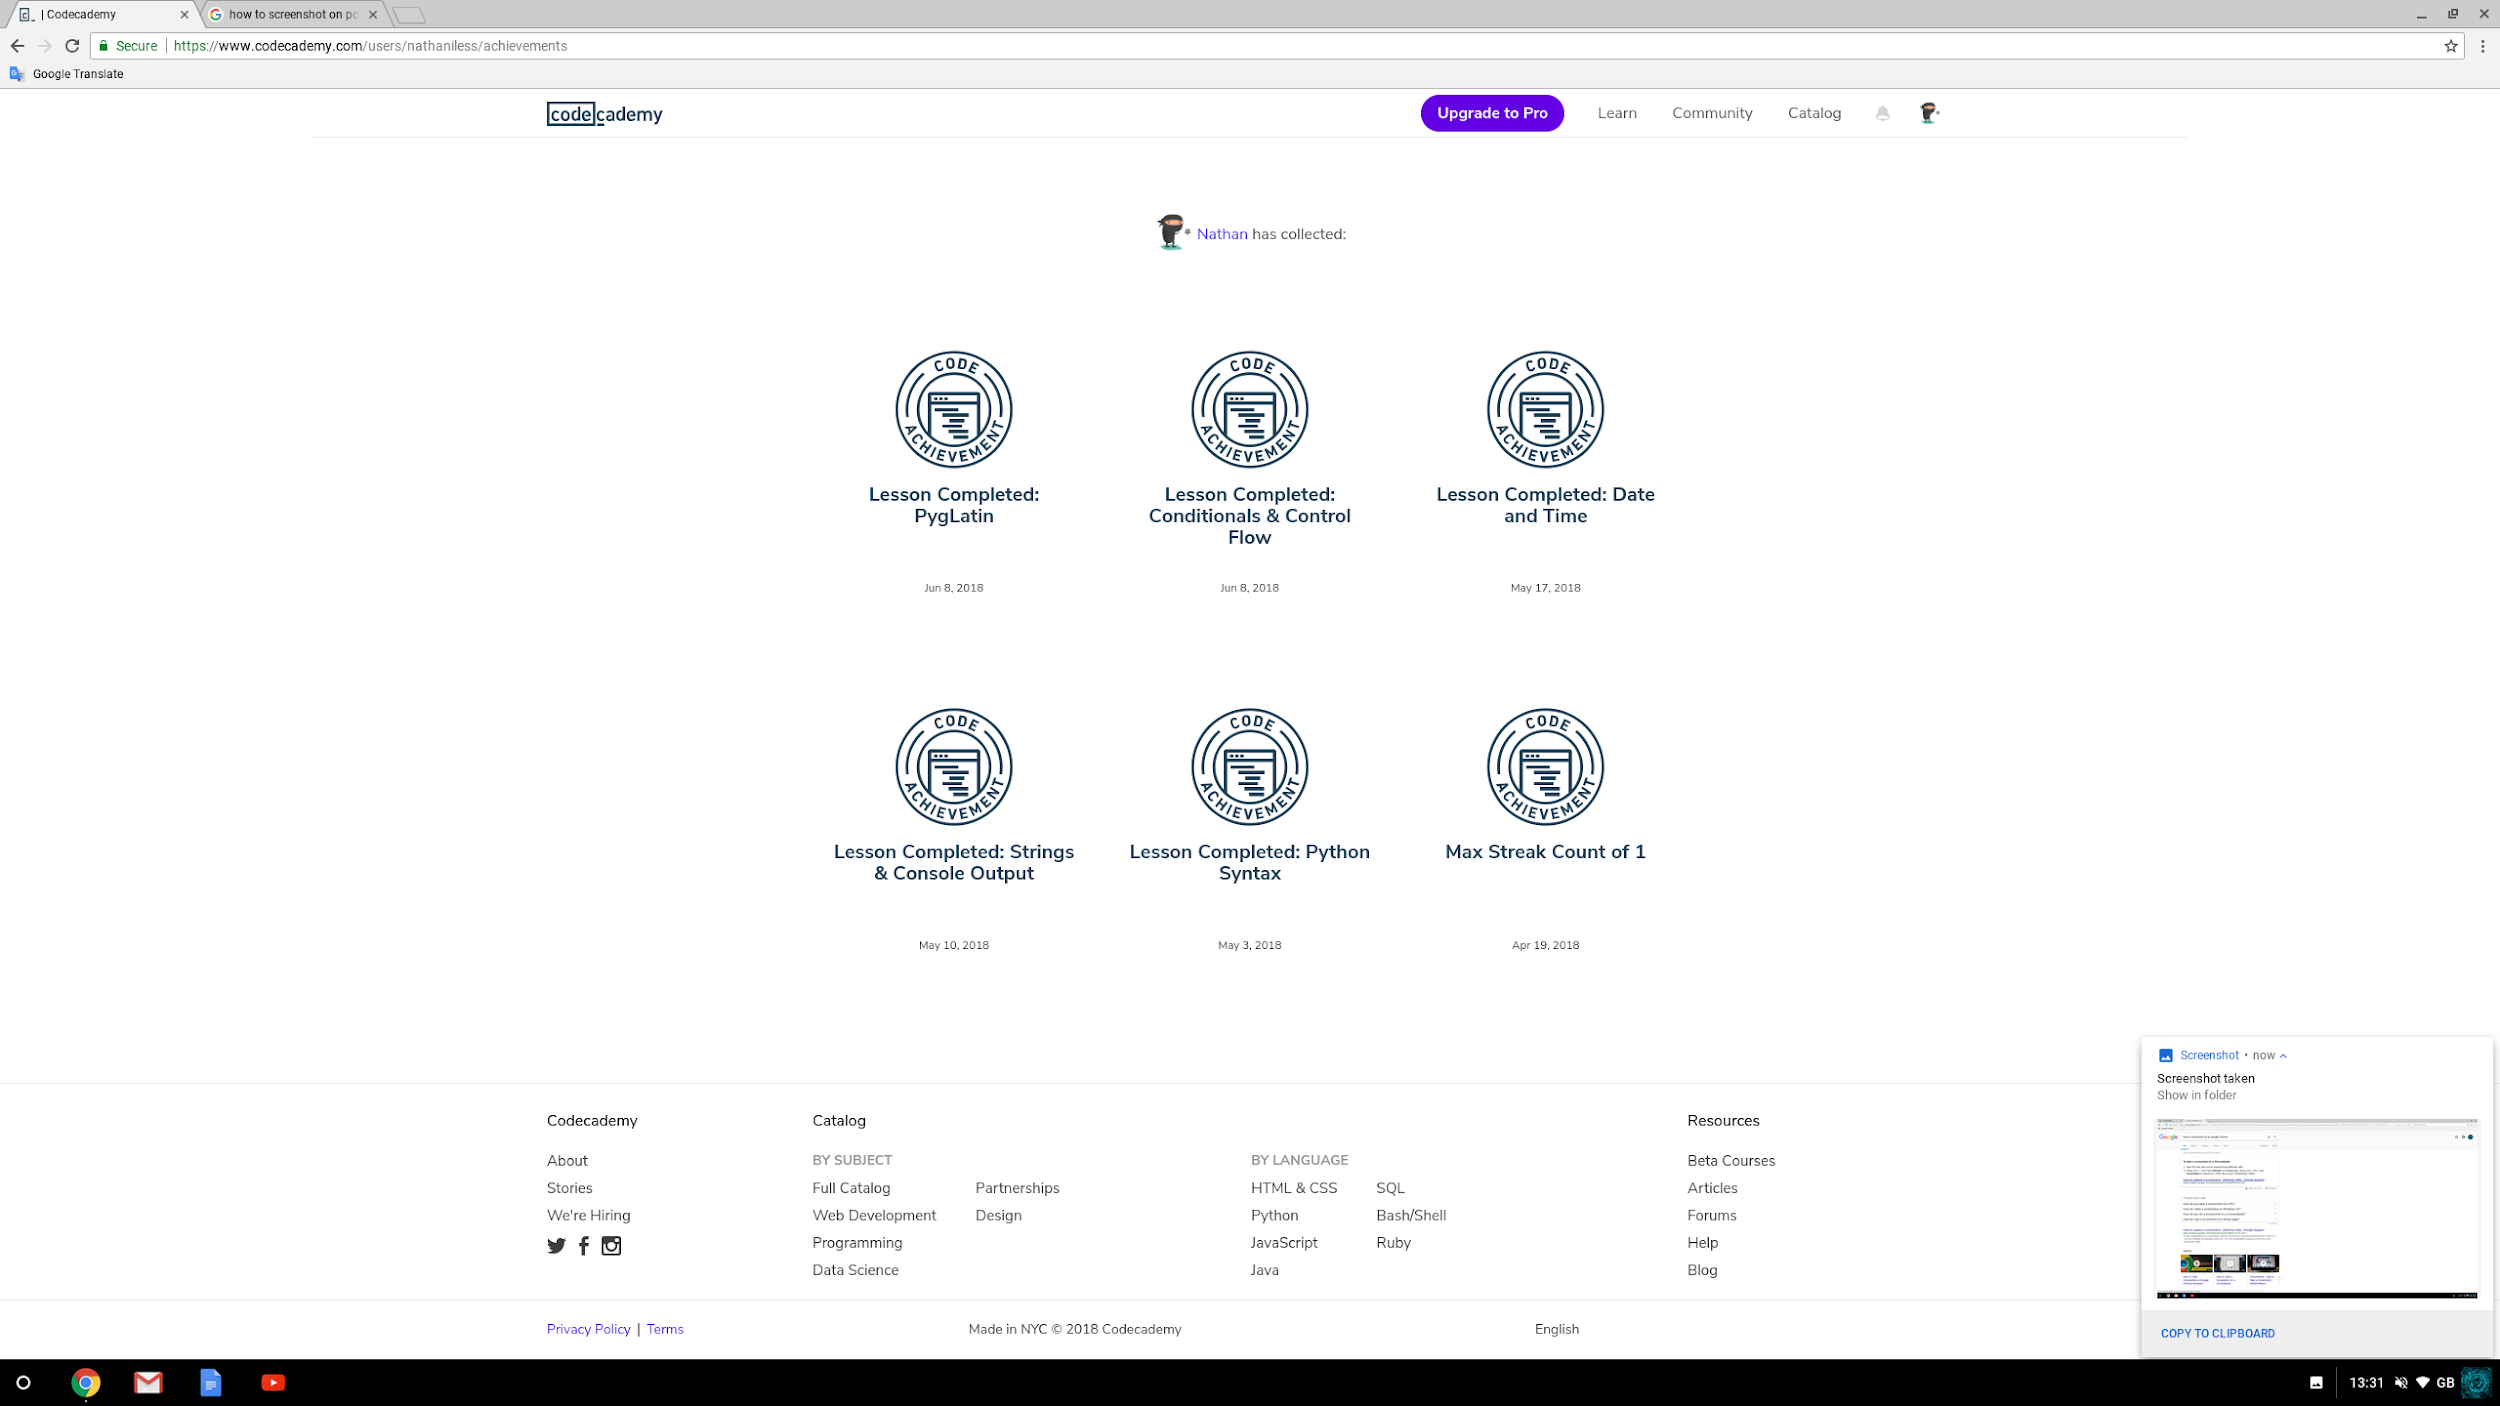 | Codecademy
how to screenshot on pc
Secure
https://www.codecademy.com/users/nathaniless/achievements
Google Translate
codecademy
Upgrade to Pro
Learn
Community
Catalog
Nathan has collected:
CODE ACHIEVEMENT
CODE ACHIEVEMENT
CODE ACHIEVEMENT
Lesson Completed:
PygLatin
Jun 8, 2018
Lesson Completed:
Conditionals & Control
Flow
Jun 8, 2018
Lesson Completed: Date
and Time
May 17, 2018
CODE ACHIEVEMENT
CODE ACHIEVEMENT
CODE ACHIEVEMENT
Lesson Completed: Strings
& Console Output
May 10, 2018
Lesson Completed: Python
Syntax
May 3, 2018
Max Streak Count of 1
Apr 19, 2018
Screenshot • now
Screenshot taken
Show in folder
Google
COPY TO CLIPBOARD
Codecademy
About
Stories
We're Hiring
Catalog
BY SUBJECT
Full Catalog
Web Development
Programming
Data Science
Partnerships
Design
BY LANGUAGE
HTML & CSS
Python
JavaScript
Java
SQL
Bash/Shell
Ruby
Resources
Beta Courses
Articles
Forums
Help
Blog
Privacy Policy | Terms
Made in NYC © 2018 Codecademy
English
13:31
GB